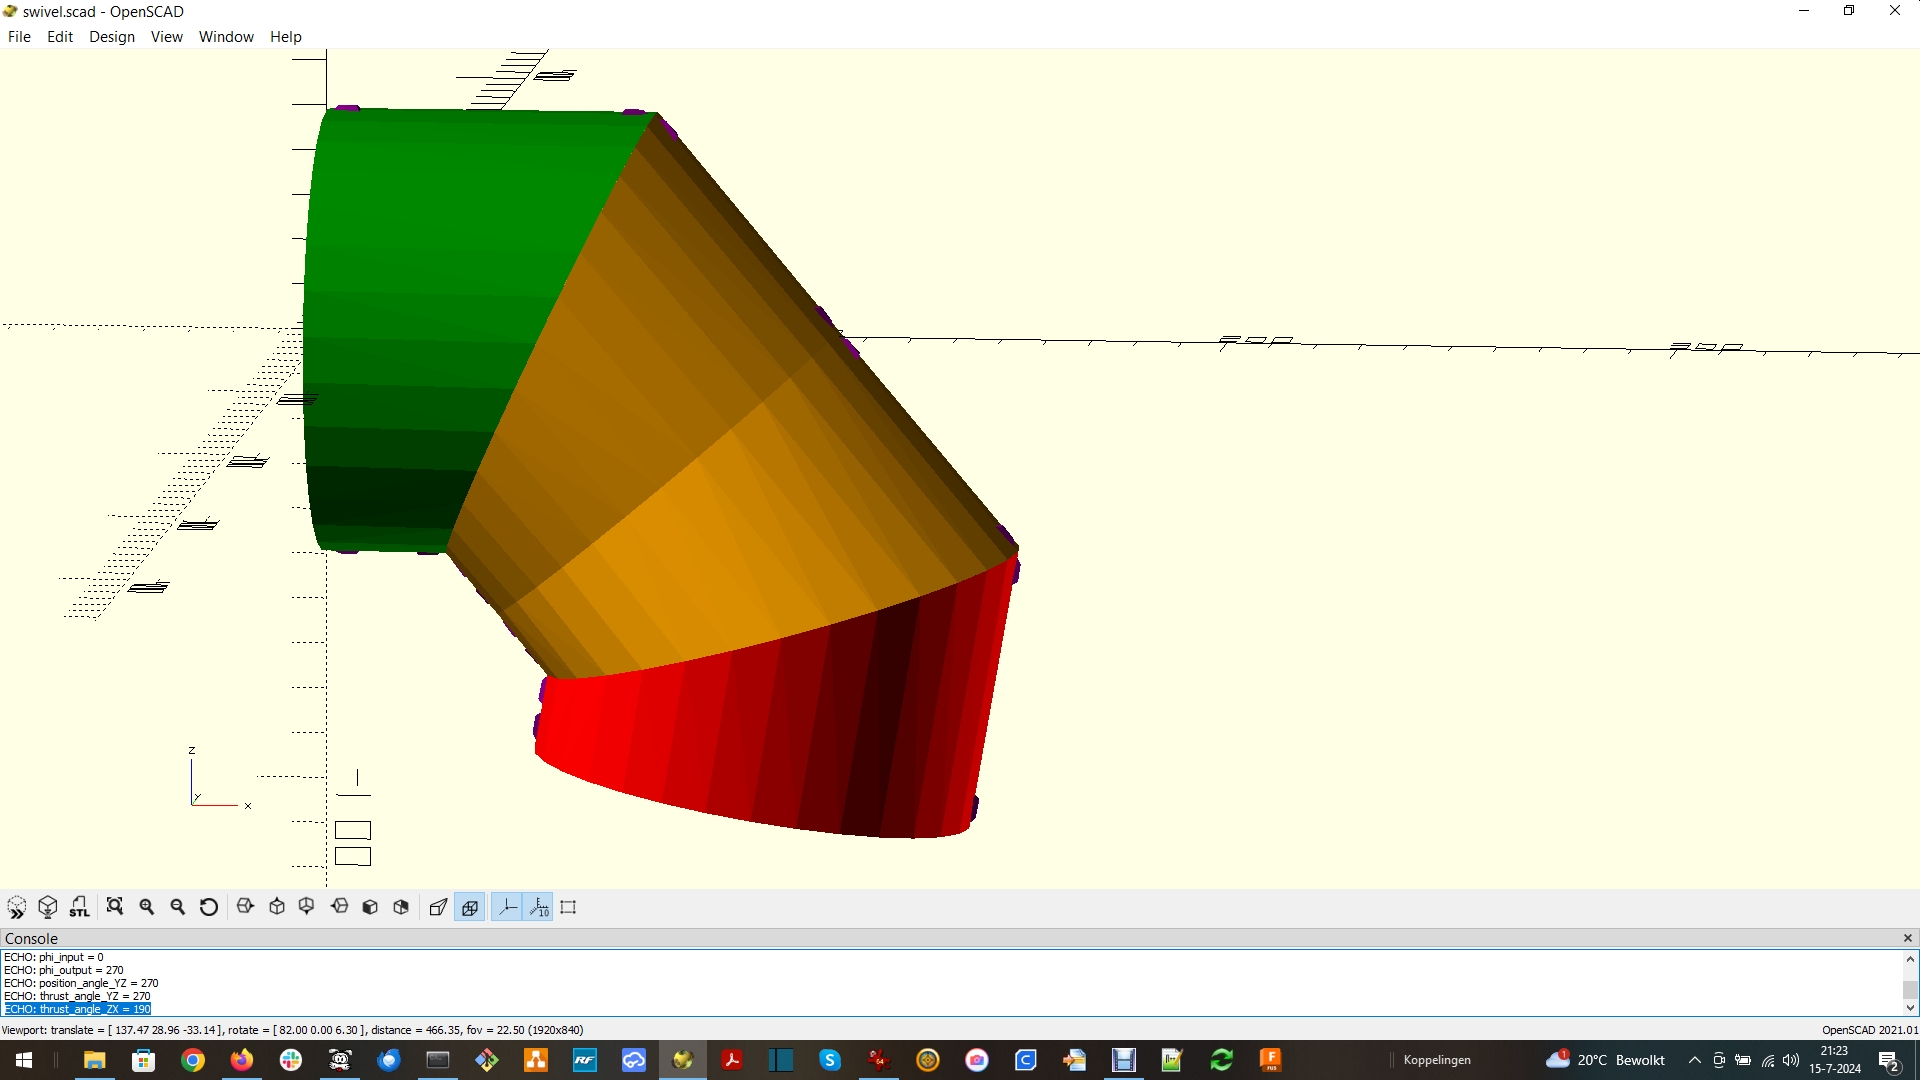 swivel.scad - OpenSCAD
File Edit Design View Window Help
z
y
x
STL
10
Console
ECHO: phi_input = 0
ECHO: phi_output = 270
ECHO: position_angle_YZ = 270
ECHO: thrust_angle_YZ = 270
ECHO: thrust_angle_ZX = 190
Viewport: translate = [ 137.47 28.96 -33.14 ], rotate = [ 82.00 0.00 6.30 ], distance = 466.35, fov = 22.50 (1920x840)
OpenSCAD 2021.01
RF
C
F
Koppelingen
1
20°C Bewolkt
21:23
15-7-2024
2